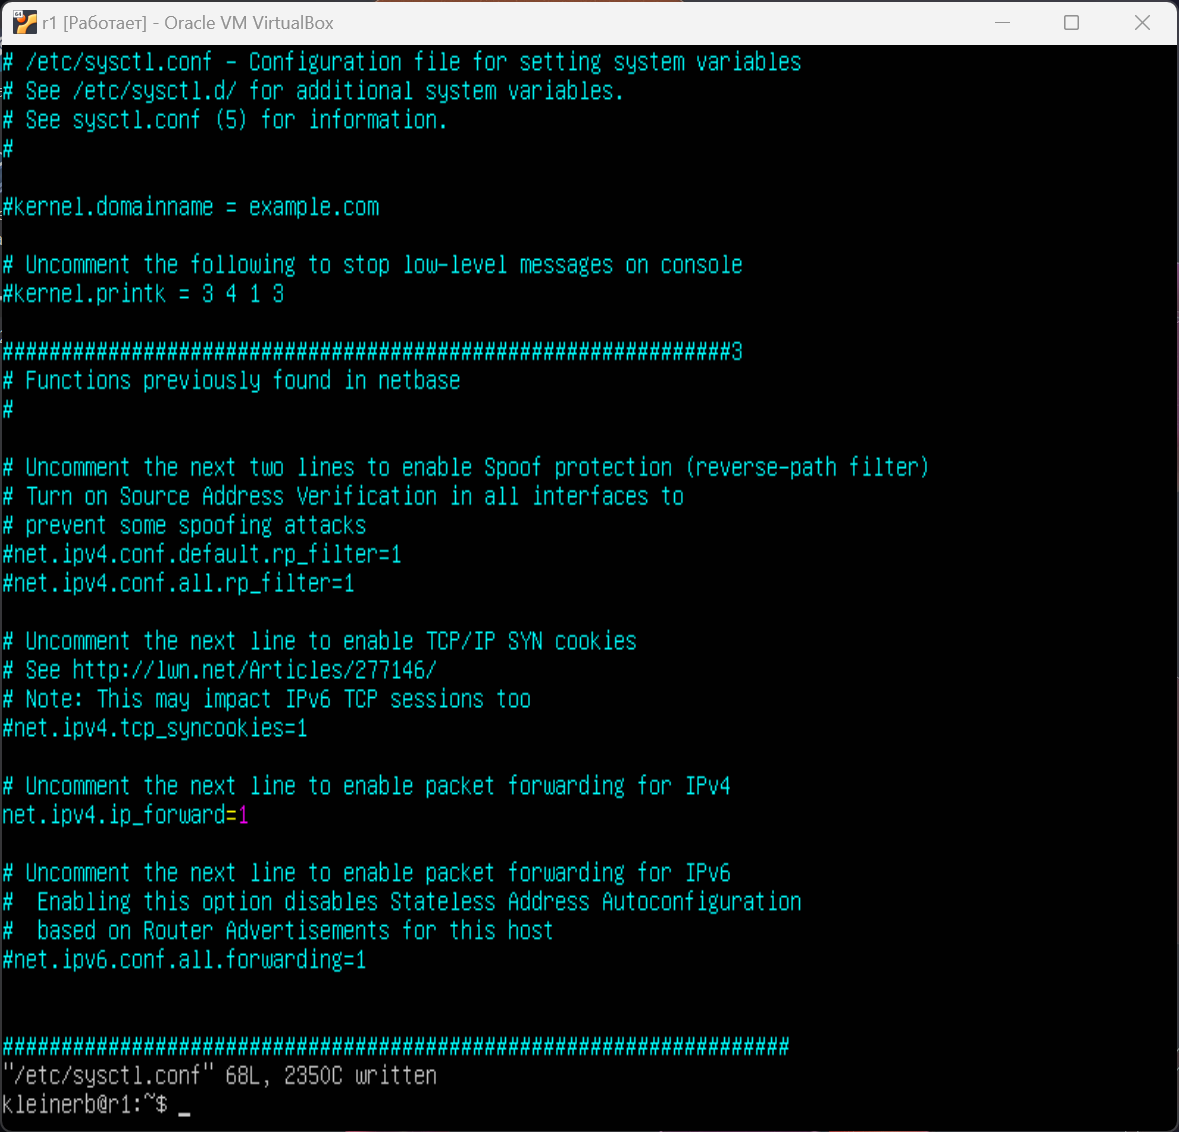 r1 [Работает] - Oracle VM VirtualBox
# /etc/sysctl.conf - Configuration file for setting system variables
# See /etc/sysctl.d/ for additional system variables.
# See sysctl.conf (5) for information.
#
#kernel.domainname = example.com
# Uncomment the following to stop low-level messages on console
#kernel.printk = 3 4 1 3
##############################################################3
# Functions previously found in netbase
#
# Uncomment the next two lines to enable Spoof protection (reverse-path filter)
# Turn on Source Address Verification in all interfaces to
# prevent some spoofing attacks
#net.ipv4.conf.default.rp_filter=1
#net.ipv4.conf.all.rp_filter=1
# Uncomment the next line to enable TCP/IP SYN cookies
# See http://lwn.net/Articles/277146/
# Note: This may impact IPv6 TCP sessions too
#net.ipv4.tcp_syncookies=1
# Uncomment the next line to enable packet forwarding for IPv4
net.ipv4.ip_forward=1
# Uncomment the next line to enable packet forwarding for IPv6
#  Enabling this option disables Stateless Address Autoconfiguration
#  based on Router Advertisements for this host
#net.ipv6.conf.all.forwarding=1
###################################################################
"/etc/sysctl.conf" 68L, 2350C written
kleinerb@r1:~$ _